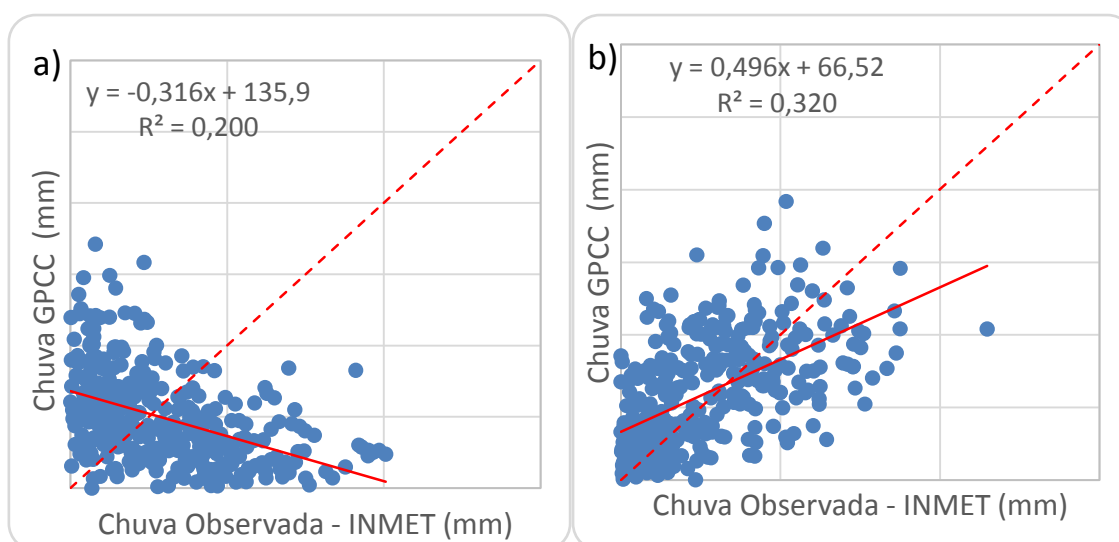 a)
y = -0,316x + 135,9
R² = 0,200
Chuva GPCC (mm)
Chuva Observada - INMET (mm)
b)
y = 0,496x + 66,52
R² = 0,320
Chuva GPCC (mm)
Chuva Observada - INMET (mm)